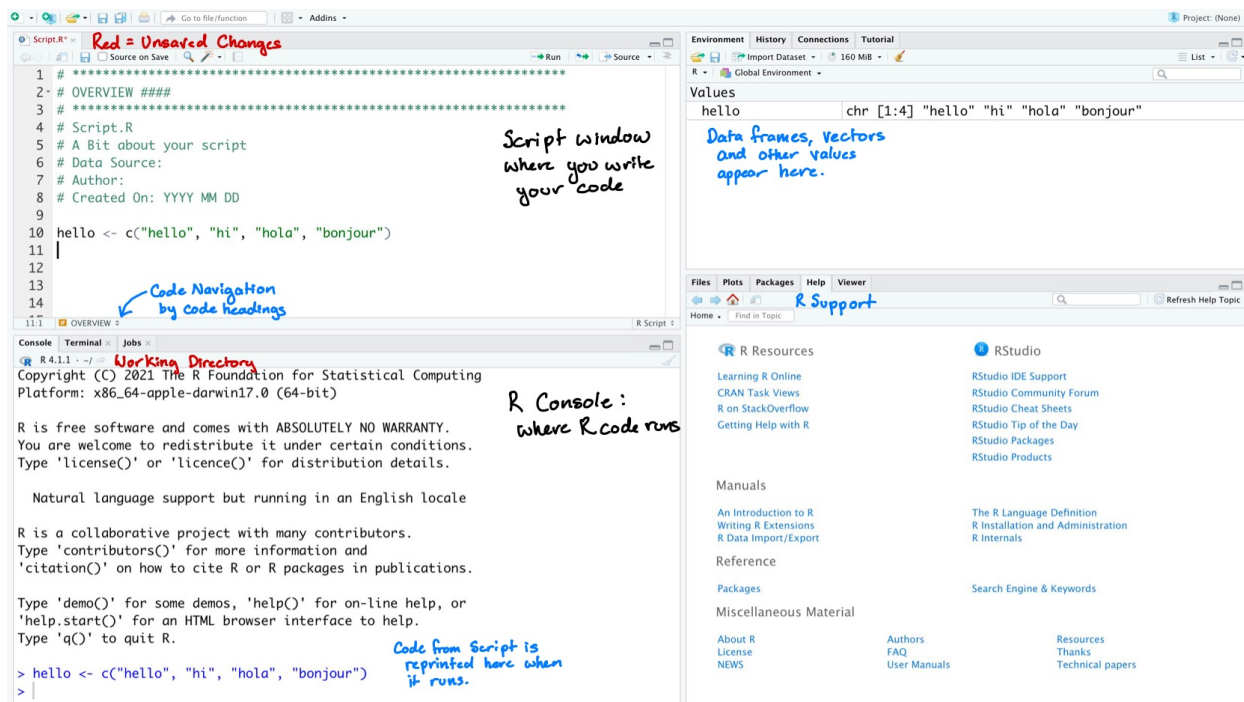 Go to file/function
Addins
Project: (None)
Script.R*
Red = Unsaved Changes
Source on Save
Run
Source
1 # ******************************************************************
2 # OVERVIEW ####
3 # ******************************************************************
4 # Script.R
5 # A Bit about your script
6 # Data Source:
7 # Author:
8 # Created On: YYYY MM DD
9
10 hello <- c("hello", "hi", "hola", "bonjour")
11
12
13
14
Script window
where you write
your code
Code Navigation
by code headings
11:1 OVERVIEW R Script
Console Terminal Jobs
R 4.1.1 · ~/
Working Directory
Copyright (C) 2021 The R Foundation for Statistical Computing
Platform: x86_64-apple-darwin17.0 (64-bit)
R is free software and comes with ABSOLUTELY NO WARRANTY.
You are welcome to redistribute it under certain conditions.
Type 'license()' or 'licence()' for distribution details.
Natural language support but running in an English locale
R is a collaborative project with many contributors.
Type 'contributors()' for more information and
'citation()' on how to cite R or R packages in publications.
Type 'demo()' for some demos, 'help()' for on-line help, or
'help.start()' for an HTML browser interface to help.
Type 'q()' to quit R.
> hello <- c("hello", "hi", "hola", "bonjour")
>
R Console:
where R code runs
Code from Script is
reprinted here when
it runs.
Environment History Connections Tutorial
Import Dataset 160 MiB List
R Global Environment
Values
hello chr [1:4] "hello" "hi" "hola" "bonjour"
Data frames, vectors
and other values
appear here.
Files Plots Packages Help Viewer
R Support
Refresh Help Topic
Home Find in Topic
R Resources
Learning R Online
CRAN Task Views
R on StackOverflow
Getting Help with R
RStudio
RStudio IDE Support
RStudio Community Forum
RStudio Cheat Sheets
RStudio Tip of the Day
RStudio Packages
RStudio Products
Manuals
An Introduction to R
Writing R Extensions
R Data Import/Export
The R Language Definition
R Installation and Administration
R Internals
Reference
Packages
Search Engine & Keywords
Miscellaneous Material
About R
License
NEWS
Authors
FAQ
User Manuals
Resources
Thanks
Technical papers